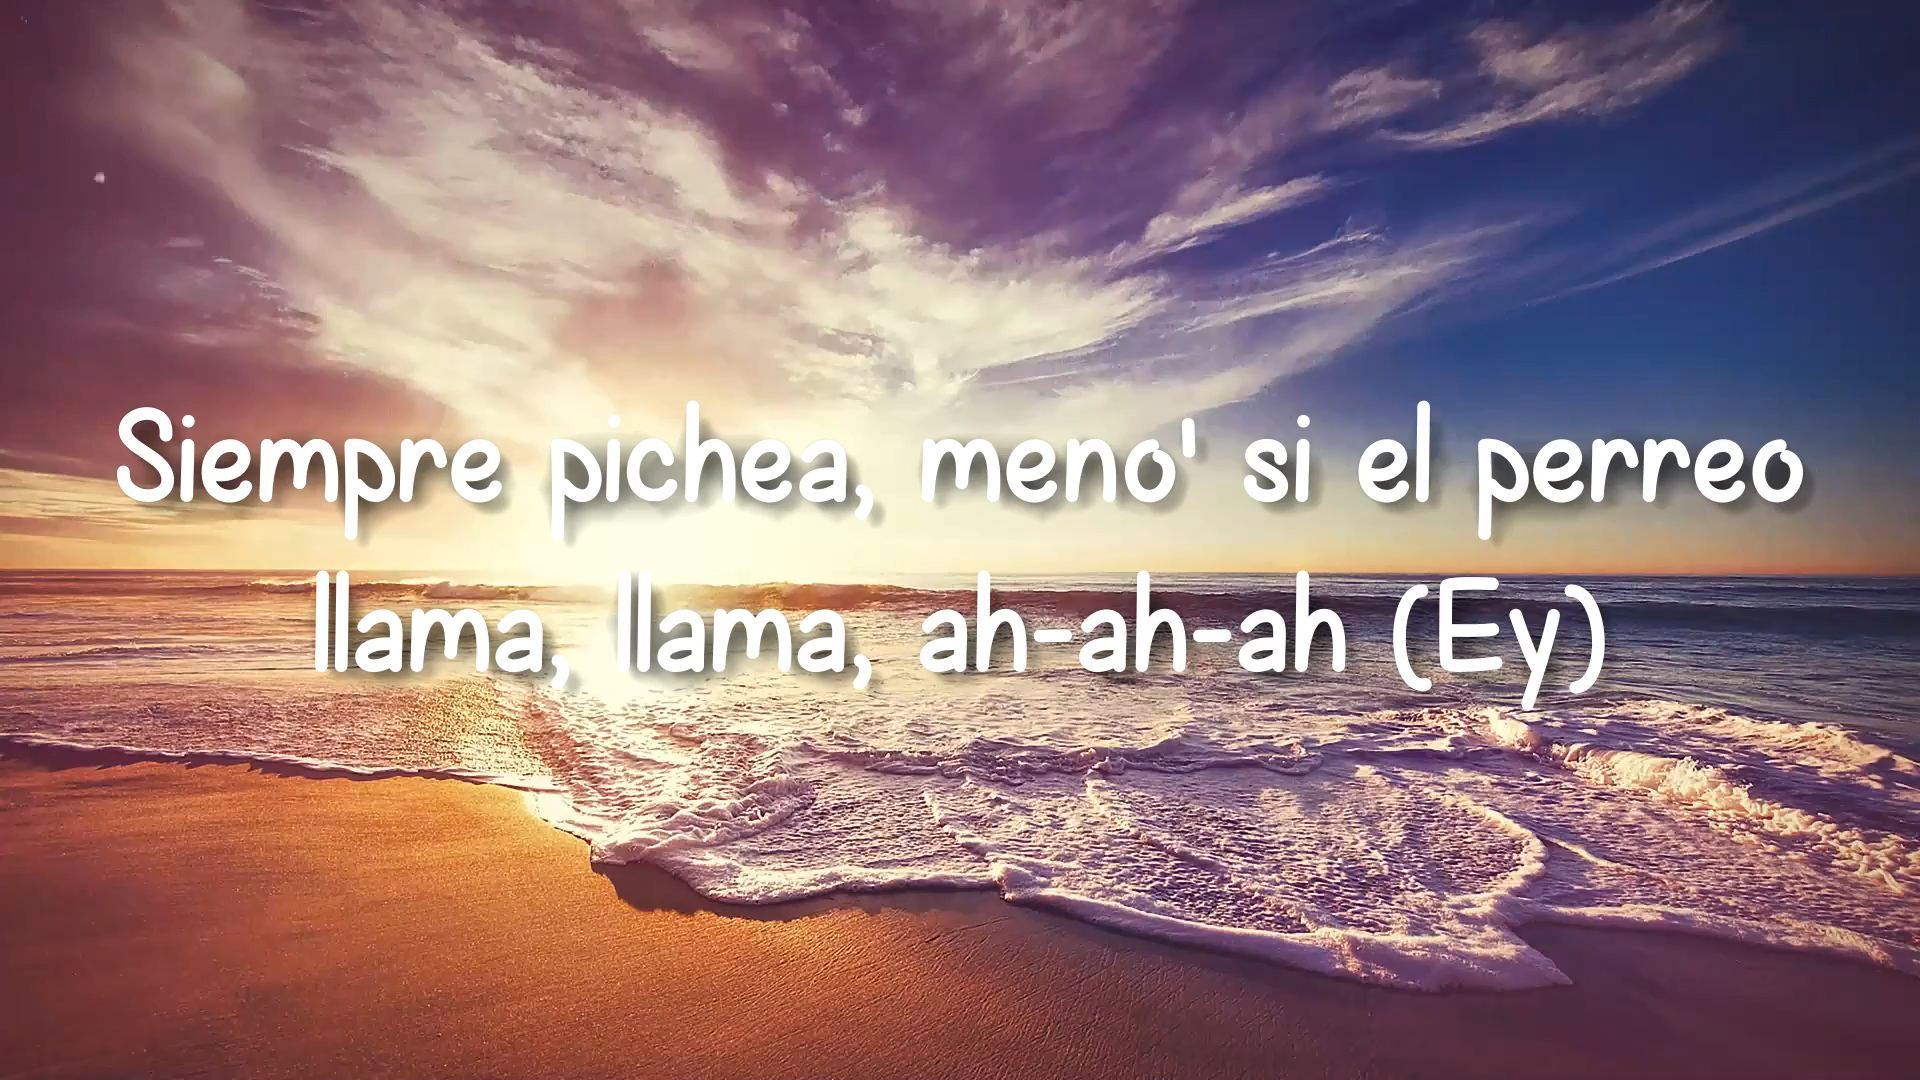 Siempre pichea, meno' si el perreo
llama, llama, ah-ah-ah (Ey)